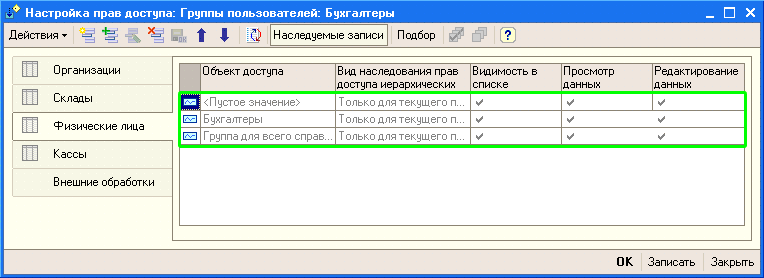 Настройка прав доступа: Группы пользователей: Бухгалтеры
Действия Наследуемые записи Подбор
Организации
Склады
Физические лица
Кассы
Внешние обработки
Объект доступа Вид наследования прав доступа иерархических Видимость в списке Просмотр данных Редактирование данных
<Пустое значение> Только для текущего п...
Бухгалтеры Только для текущего п...
Группа для всего справ... Только для текущего п...
OK Записать Закрыть